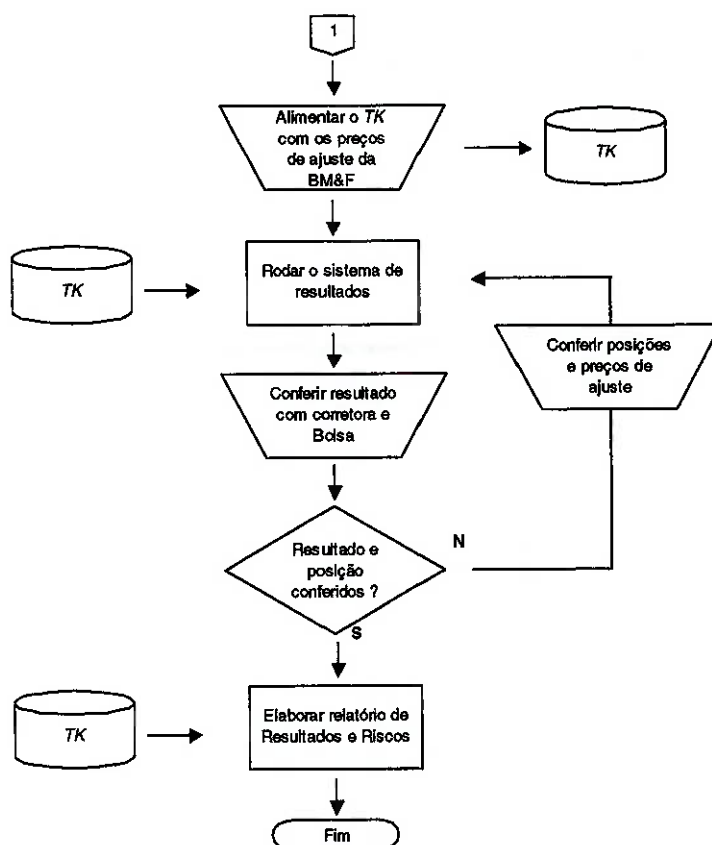 1
Alimentar o TK
com os preços
de ajuste da
BM&F
TK
TK
Rodar o sistema de
resultados
Conferir posições
e preços de
ajuste
Conferir resultado
com corretora e
Bolsa
Resultado e
posição
conferidos ?
N
S
TK
Elaborar relatório de
Resultados e Riscos
Fim